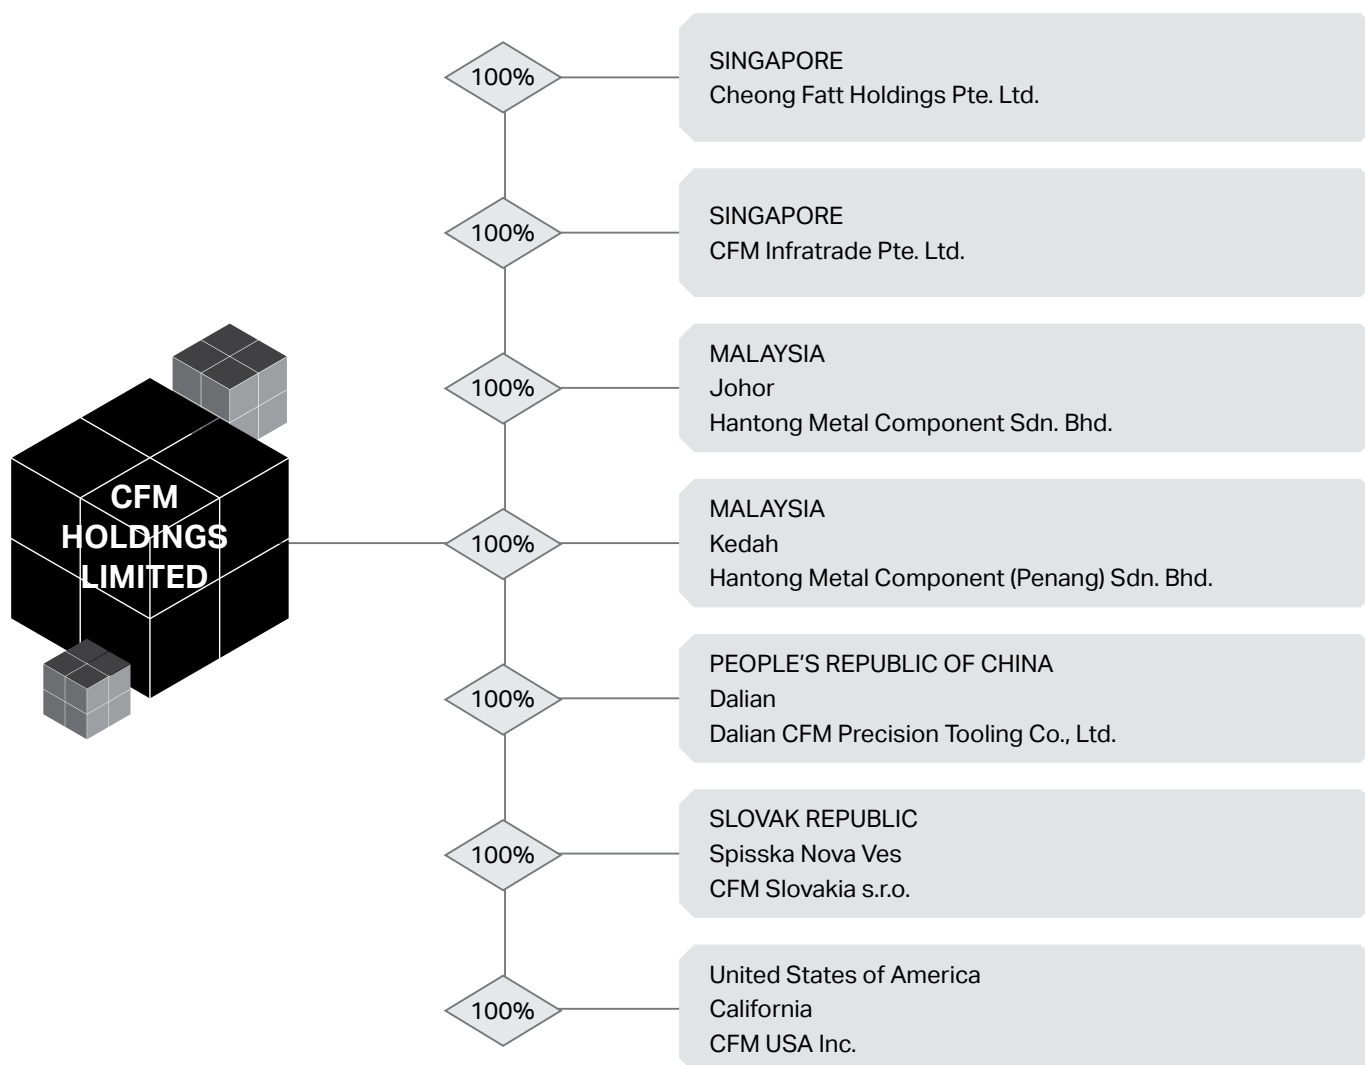 100%
SINGAPORE
Cheong Fatt Holdings Pte. Ltd.
100%
SINGAPORE
CFM Infratrade Pte. Ltd.
100%
MALAYSIA
Johor
Hantong Metal Component Sdn. Bhd.
CFM
HOLDINGS
LIMITED
100%
MALAYSIA
Kedah
Hantong Metal Component (Penang) Sdn. Bhd.
100%
PEOPLE’S REPUBLIC OF CHINA
Dalian
Dalian CFM Precision Tooling Co., Ltd.
100%
SLOVAK REPUBLIC
Spisska Nova Ves
CFM Slovakia s.r.o.
100%
United States of America
California
CFM USA Inc.